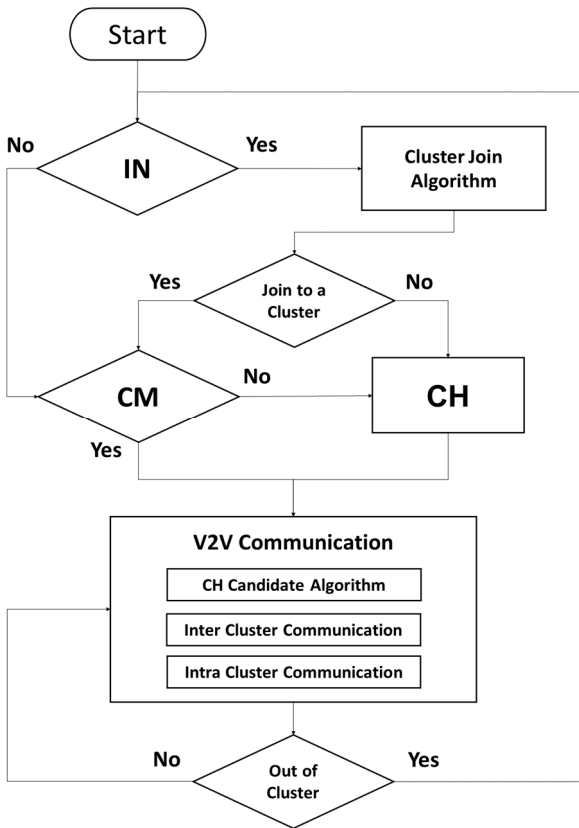 Start
No
IN
Yes
Cluster Join
Algorithm
Yes
Join to a
Cluster
No
CM
No
CH
Yes
V2V Communication
CH Candidate Algorithm
Inter Cluster Communication
Intra Cluster Communication
No
Out of
Cluster
Yes